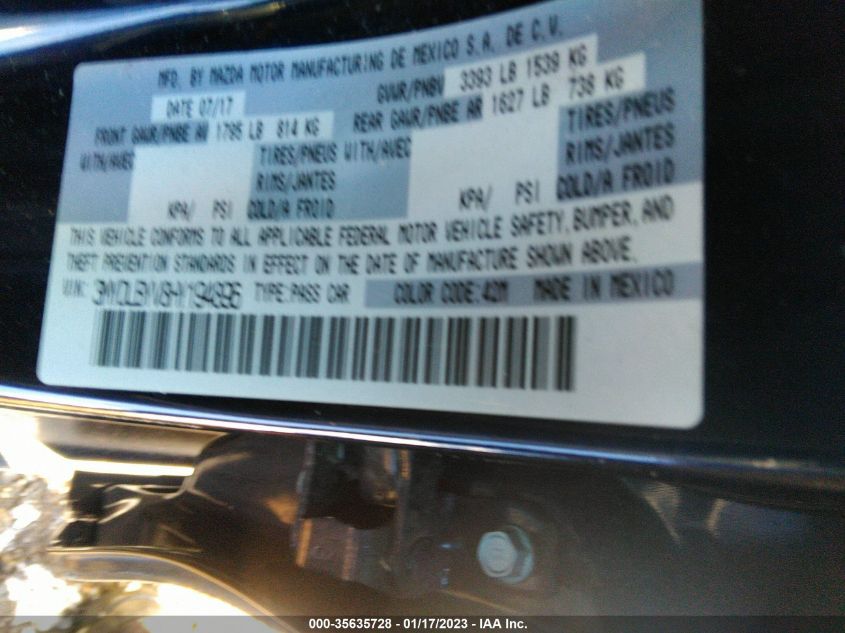 MFD. BY MAZDA MOTOR MANUFACTURING DE MEXICO S.A. DE C.V.
DATE 07/17 GVWR/PNBV 3393 LB 1539 KG
FRONT GAWR/PNBE AV 1795 LB 814 KG REAR GAWR/PNBE AR 1627 LB 738 KG
WITH/AVEC TIRES/PNEUS WITH/AVEC TIRES/PNEUS
RIMS/JANTES RIMS/JANTES
KPA/ PSI COLD/A FROID KPA/ PSI COLD/A FROID
THIS VEHICLE CONFORMS TO ALL APPLICABLE FEDERAL MOTOR VEHICLE SAFETY, BUMPER, AND
THEFT PREVENTION STANDARDS IN EFFECT ON THE DATE OF MANUFACTURE SHOWN ABOVE.
VIN: TYPE:PASS CAR COLOR CODE:42M MADE IN MEXICO
000-35635728 - 01/17/2023 - IAA Inc.